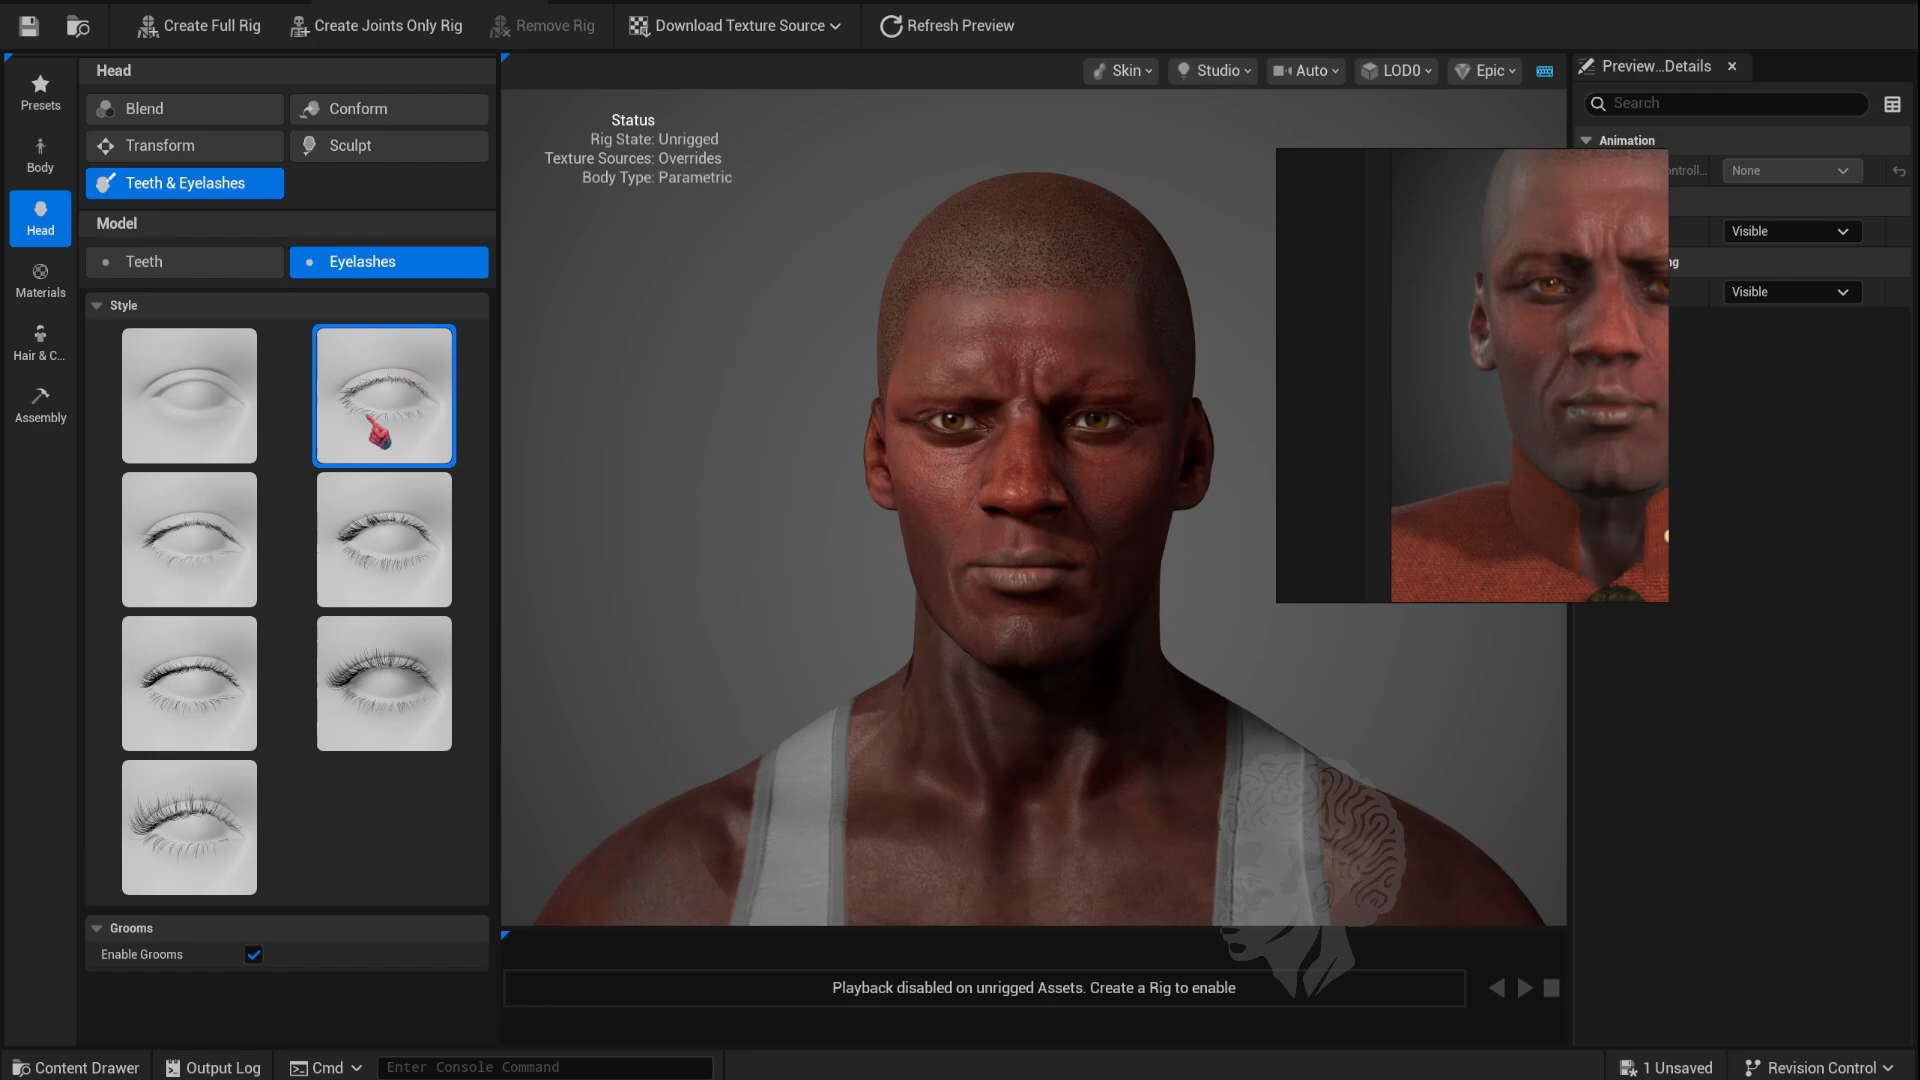 Create Full Rig
Create Joints Only Rig
Remove Rig
Download Texture Source
Refresh Preview
Presets
Body
Head
Materials
Hair & C...
Assembly
Head
Blend
Conform
Transform
Sculpt
Teeth & Eyelashes
Model
Teeth
Eyelashes
Style
Grooms
Enable Grooms
Skin
Studio
Auto
LOD0
Epic
Status
Rig State: Unrigged
Texture Sources: Overrides
Body Type: Parametric
Playback disabled on unrigged Assets. Create a Rig to enable
Preview...Details
Search
Animation
ontroll...
None
Visible
ng
Visible
Content Drawer
Output Log
Cmd
Enter Console Command
1 Unsaved
Revision Control